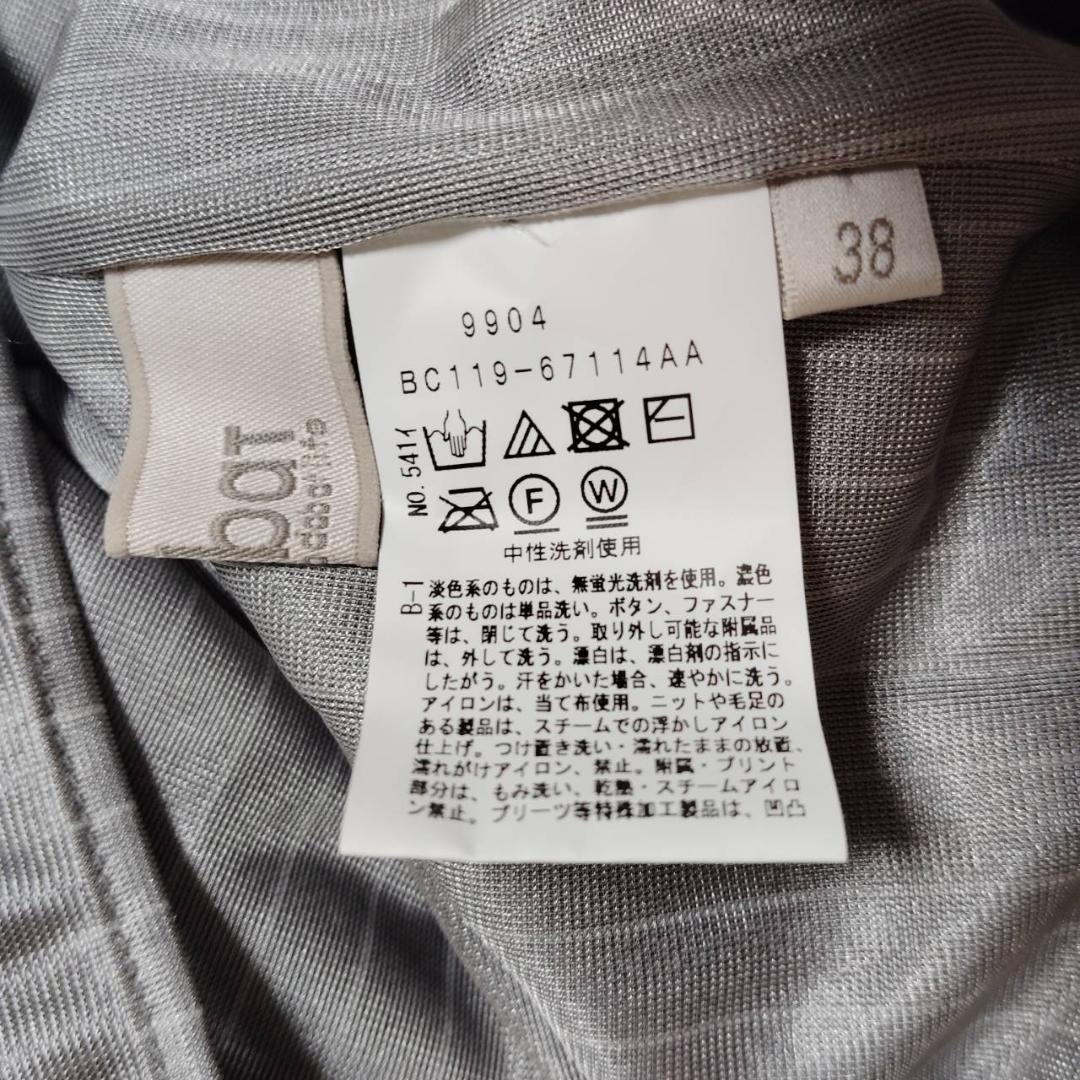 38
9904
BC119-67114AA
NO. 541イ
F
W
中性洗剤使用
B-1
淡色系のものは、無蛍光洗剤を使用。濃色
系のものは単品洗い。ボタン、ファスナー
等は、閉じて洗う。取り外し可能な附属品
は、外して洗う。漂白は、漂白剤の指示に
したがう。汗をかいた場合、速やかに洗う。
アイロンは、当て布使用。ニットや毛足の
ある製品は、スチームでの浮かしアイロン
仕上げ。つけ置き洗い・濡れたままの放置、
濡れがけアイロン、禁止。附属・プリント
部分は、もみ洗い、乾燥・スチームアイロ
ン禁止。プリーツ等特殊加工製品は、凹凸